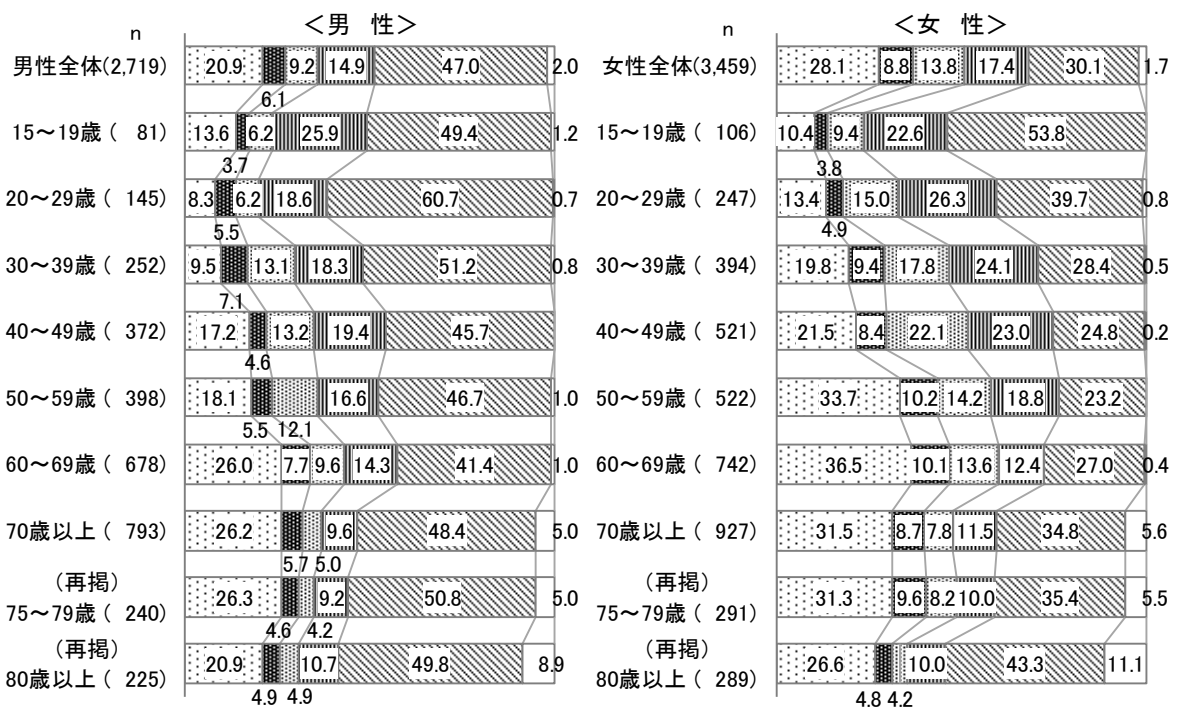 ＜男　性＞
n
男性全体(2,719) 20.9 6.1 9.2 14.9 47.0 2.0
15～19歳（　81） 13.6 3.7 6.2 25.9 49.4 1.2
20～29歳（ 145） 8.3 5.5 6.2 18.6 60.7 0.7
30～39歳（ 252） 9.5 7.1 13.1 18.3 51.2 0.8
40～49歳（ 372） 17.2 4.6 13.2 19.4 45.7
50～59歳（ 398） 18.1 5.5 12.1 16.6 46.7 1.0
60～69歳（ 678） 26.0 7.7 9.6 14.3 41.4 1.0
70歳以上（ 793） 26.2 5.7 5.0 9.6 48.4 5.0
（再掲）
75～79歳（ 240） 26.3 4.6 4.2 9.2 50.8 5.0
（再掲）
80歳以上（ 225） 20.9 4.9 4.9 10.7 49.8 8.9
＜女　性＞
n
女性全体(3,459) 28.1 8.8 13.8 17.4 30.1 1.7
15～19歳（ 106） 10.4 3.8 9.4 22.6 53.8
20～29歳（ 247） 13.4 4.9 15.0 26.3 39.7 0.8
30～39歳（ 394） 19.8 9.4 17.8 24.1 28.4 0.5
40～49歳（ 521） 21.5 8.4 22.1 23.0 24.8 0.2
50～59歳（ 522） 33.7 10.2 14.2 18.8 23.2
60～69歳（ 742） 36.5 10.1 13.6 12.4 27.0 0.4
70歳以上（ 927） 31.5 8.7 7.8 11.5 34.8 5.6
（再掲）
75～79歳（ 291） 31.3 9.6 8.2 10.0 35.4 5.5
（再掲）
80歳以上（ 289） 26.6 4.8 4.2 10.0 43.3 11.1